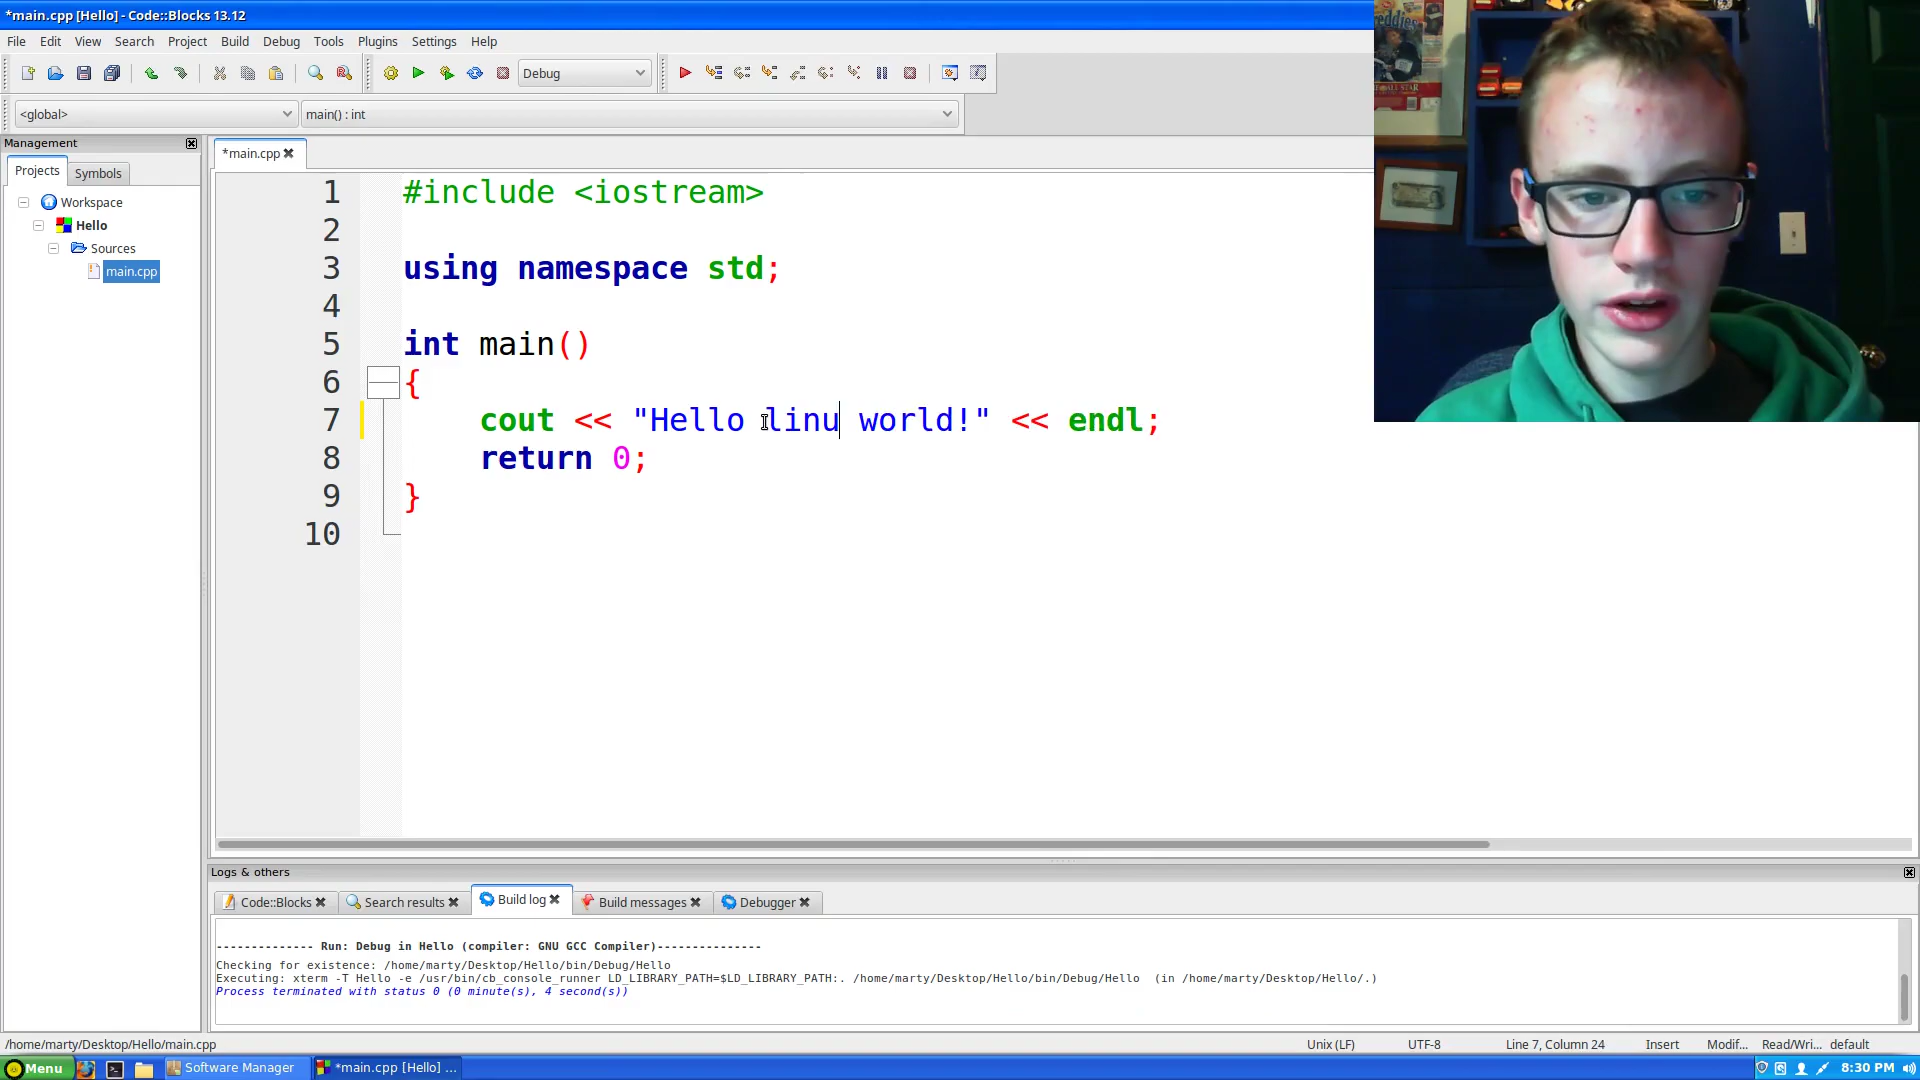 *main.cpp [Hello] - Code::Blocks 13.12
File Edit View Search Project Build Debug Tools Plugins Settings Help
Debug
<global> main() : int
Management
Projects Symbols
Workspace
Hello
Sources
main.cpp
*main.cpp
1 #include <iostream>
2
3 using namespace std;
4
5 int main()
6 {
7 cout << "Hello linu world!" << endl;
8 return 0;
9 }
10
Logs & others
Code::Blocks Search results Build log Build messages Debugger
-------------- Run: Debug in Hello (compiler: GNU GCC Compiler)---------------
Checking for existence: /home/marty/Desktop/Hello/bin/Debug/Hello
Executing: xterm -T Hello -e /usr/bin/cb_console_runner LD_LIBRARY_PATH=$LD_LIBRARY_PATH:. /home/marty/Desktop/Hello/bin/Debug/Hello (in /home/marty/Desktop/Hello/.)
Process terminated with status 0 (0 minute(s), 4 second(s))
/home/marty/Desktop/Hello/main.cpp Unix (LF) UTF-8 Line 7, Column 24 Insert Modif... Read/Wri... default
Menu Software Manager *main.cpp [Hello] ... 8:30 PM